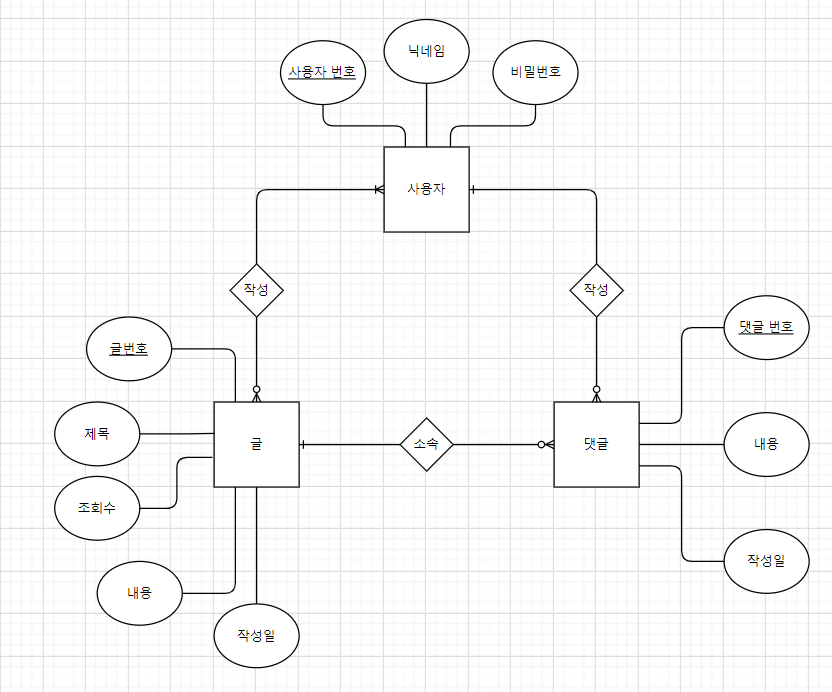 닉네임
사용자 번호
비밀번호
사용자
작성
작성
댓글 번호
글번호
제목
글
소속
댓글
내용
조회수
작성일
내용
작성일